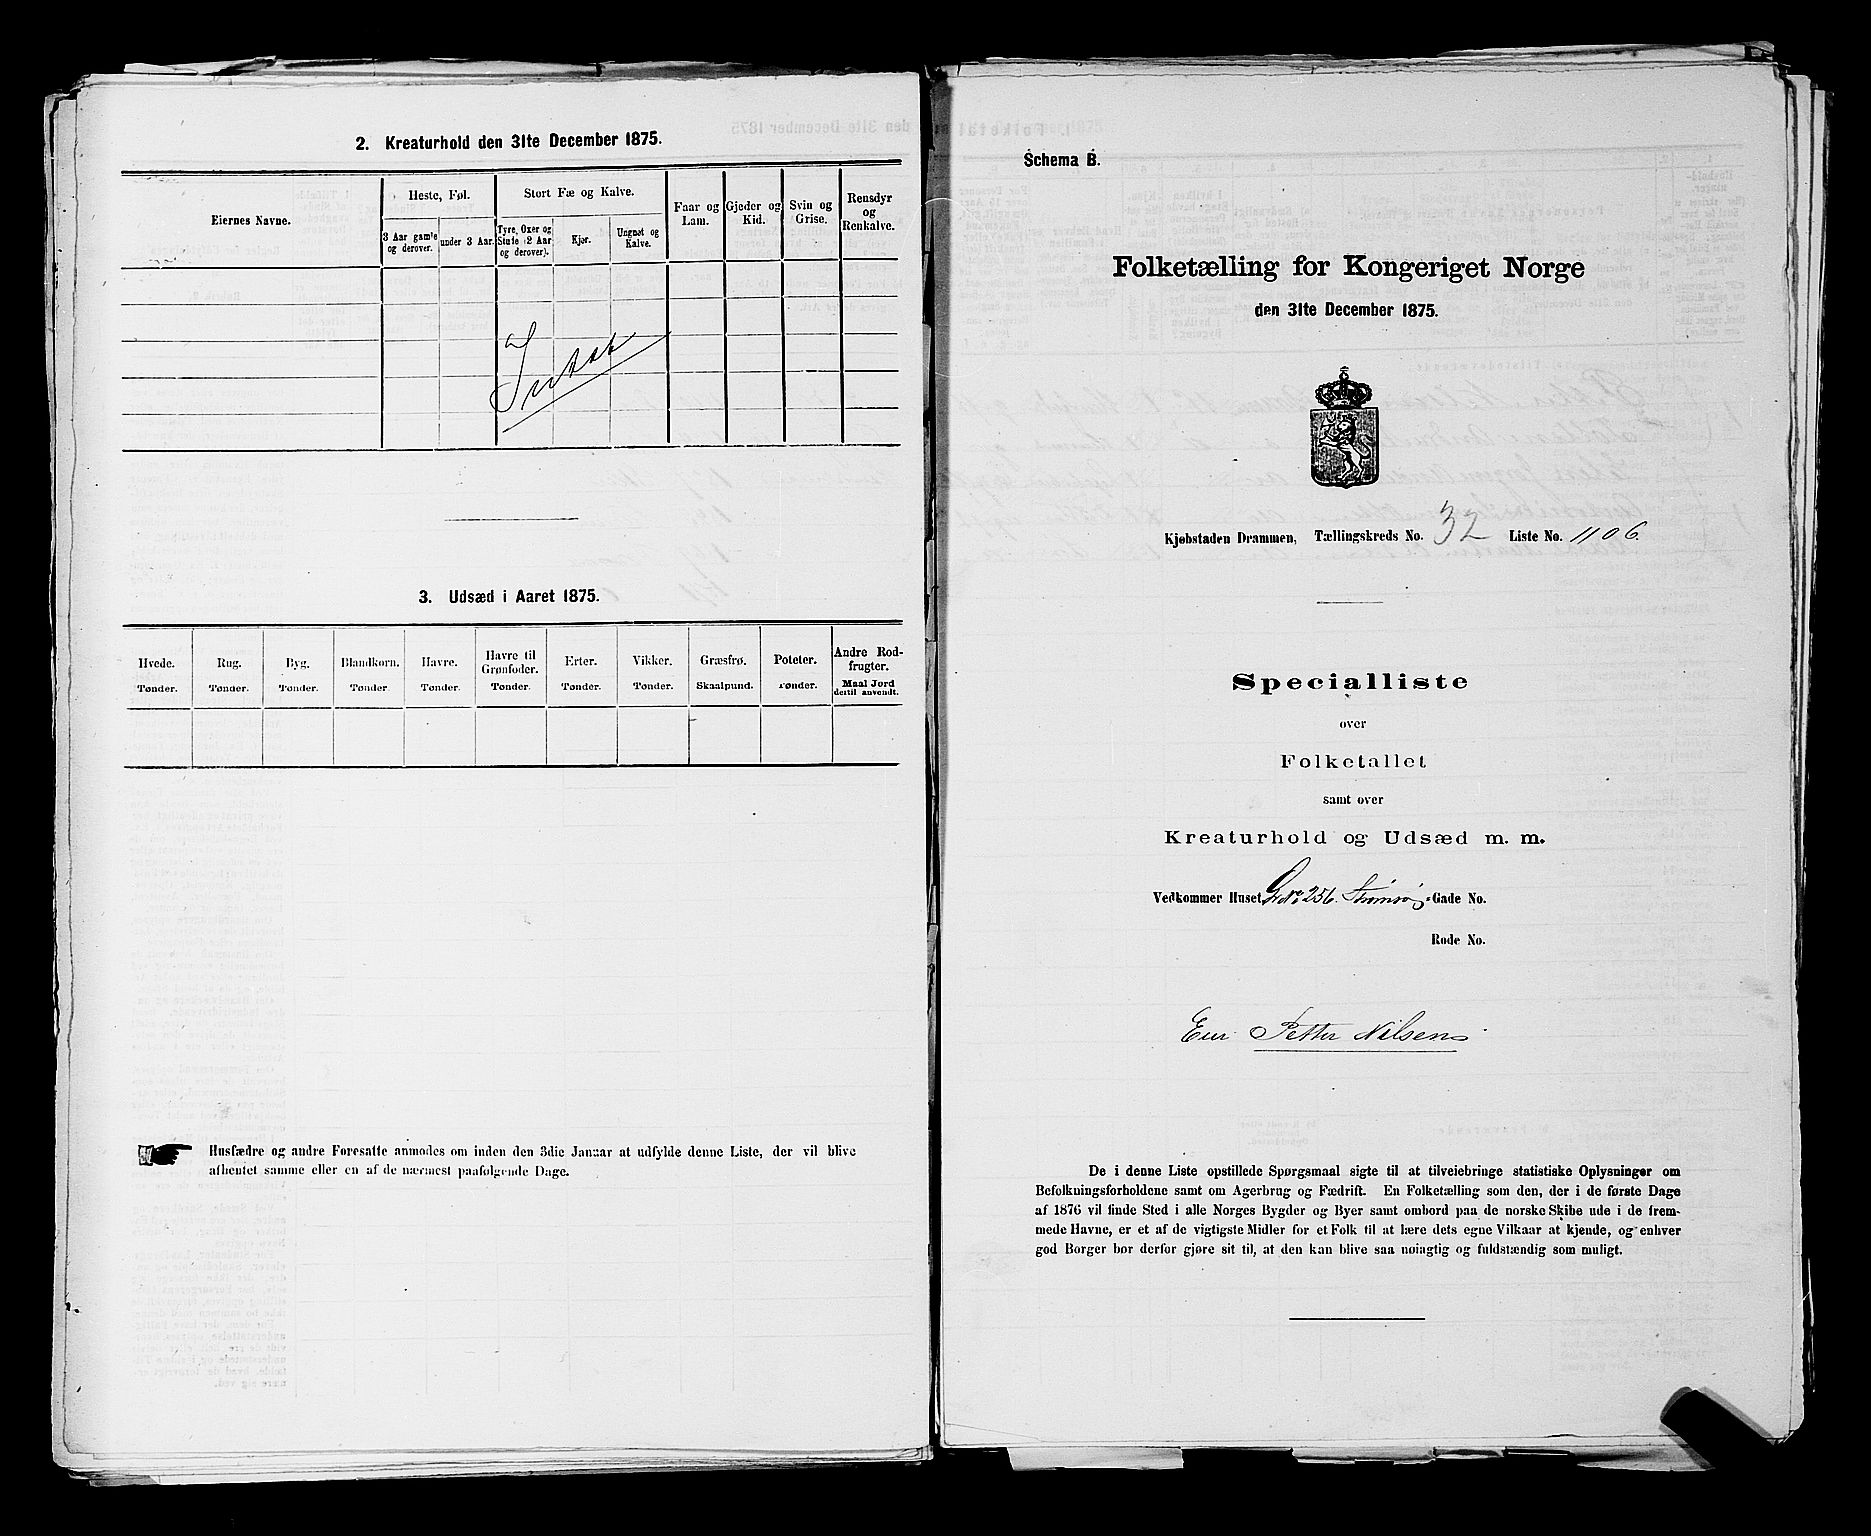 2. Kreaturhold den 31te December 1875.
Eiernes Navne.
Heste, Føl.
Stort Fæ og Kalve.
Faar og Lam.
Gjeder og Kid.
Svin og Grise.
Rensdyr og Renkalve.
3 Aar gamle og derover.
under 3 Aar.
Tyre, Oxer og Stude (2 Aar og derover).
Kjør.
Ungnøt og Kalve.
3. Udsæd i Aaret 1875.
Hvede. Rug. Byg. Blandkorn. Havre. Havre til Grønfoder. Erter. Vikker. Græsfrø. Poteter. Andre Rodfrugter.
Tønder. Tønder. Tønder. Tønder. Tønder. Tønder. Tønder. Tønder. Skaalpund. Tønder. Maal Jord dertil anvendt.
Husfædre og andre Foresatte anmodes om inden den 3die Januar at udfylde denne Liste, der vil blive
afhentet samme eller en af de nærmest paafølgende Dage.
Schema B.
Folketælling for Kongeriget Norge
den 31te December 1875.
Kjøbstaden Drammen, Tællingskreds No. 32 Liste No. 1106.
Specialliste
over
Folketallet
samt over
Kreaturhold og Udsæd m. m.
Vedkommer Huset, G. No 256. Strømsø Gade No.
Rode No.
Eier Petter Nilsen
De i denne Liste opstillede Spørgsmaal sigte til at tilveiebringe statistiske Oplysninger om
Befolkningsforholdene samt om Agerbrug og Fædrift. En Folketælling som den, der i de første Dage
af 1876 vil finde Sted i alle Norges Bygder og Byer samt ombord paa de norske Skibe ude i de frem-
mede Havne, er et af de vigtigste Midler for et Folk til at lære dets egne Vilkaar at kjende, og enhver
god Borger bør derfor gjøre sit til, at den kan blive saa nøiagtig og fuldstændig som muligt.